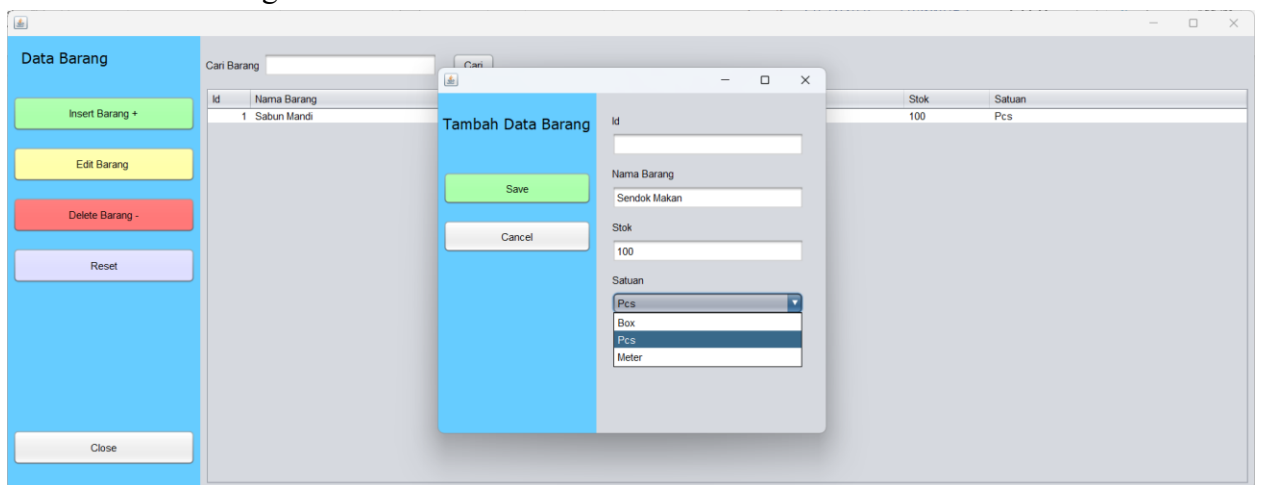 Data Barang
Insert Barang +
Edit Barang
Delete Barang -
Reset
Close
Cari Barang
Cari
Id Nama Barang Stok Satuan
1 Sabun Mandi 100 Pcs
Tambah Data Barang
Save
Cancel
Id
Nama Barang
Sendok Makan
Stok
100
Satuan
Pcs
Box
Pcs
Meter